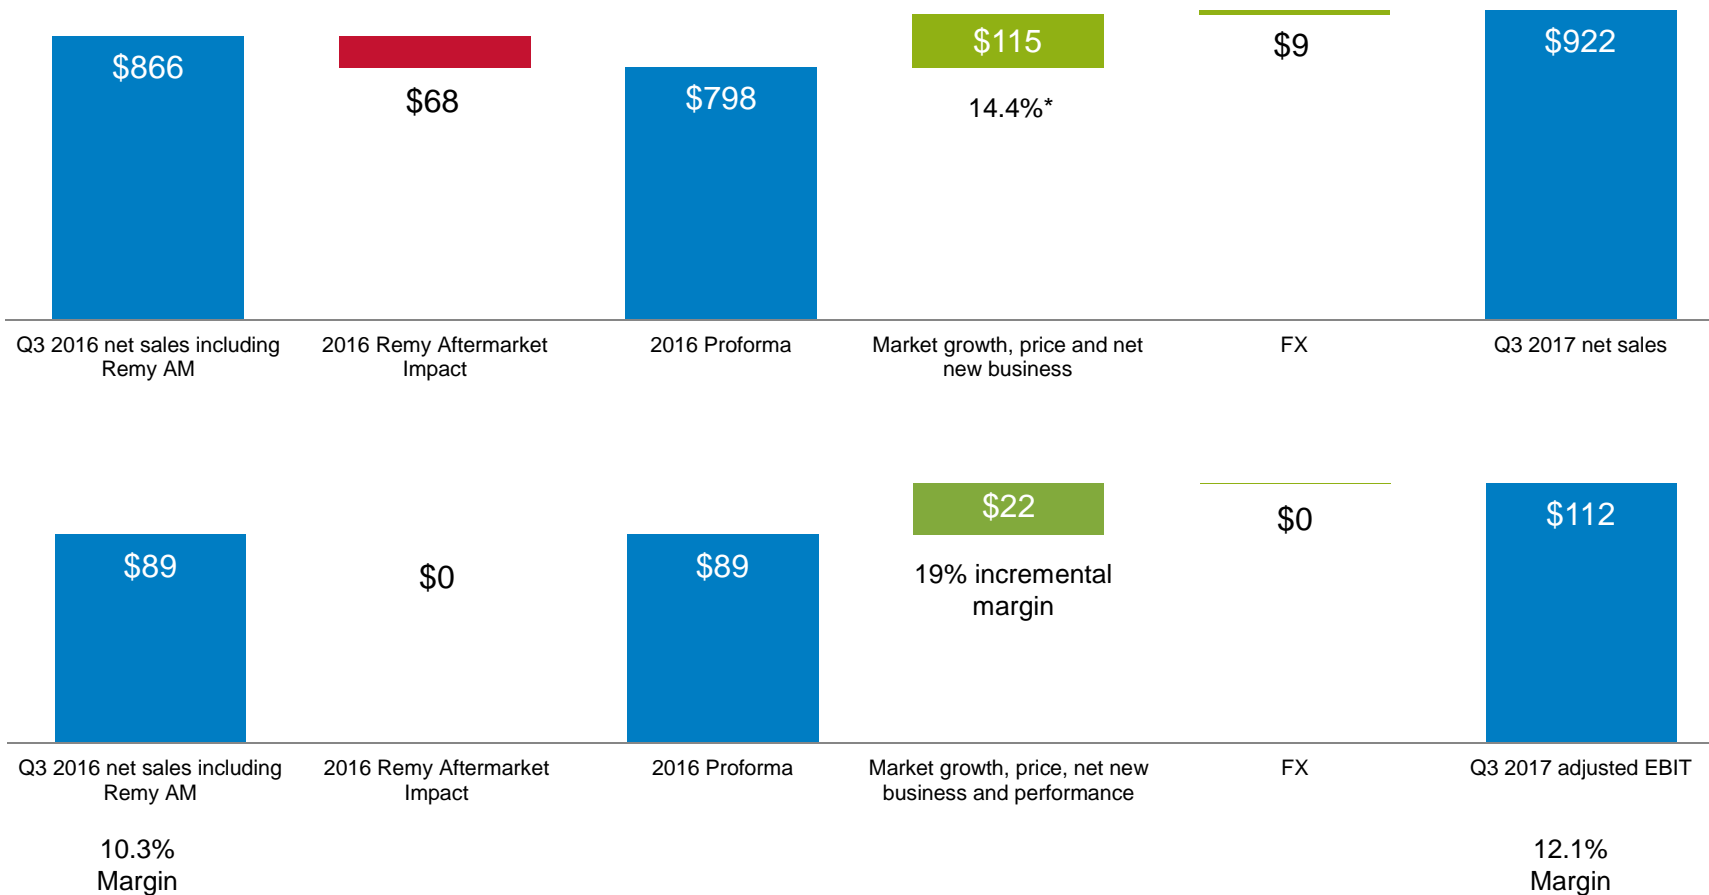 $866
$68
$798
$115
14.4%*
$9
$922
Q3 2016 net sales including
Remy AM
2016 Remy Aftermarket
Impact
2016 Proforma
Market growth, price and net
new business
FX
Q3 2017 net sales
$89
$0
$89
$22
19% incremental
margin
$0
$112
Q3 2016 net sales including
Remy AM
2016 Remy Aftermarket
Impact
2016 Proforma
Market growth, price, net new
business and performance
FX
Q3 2017 adjusted EBIT
10.3%
Margin
12.1%
Margin